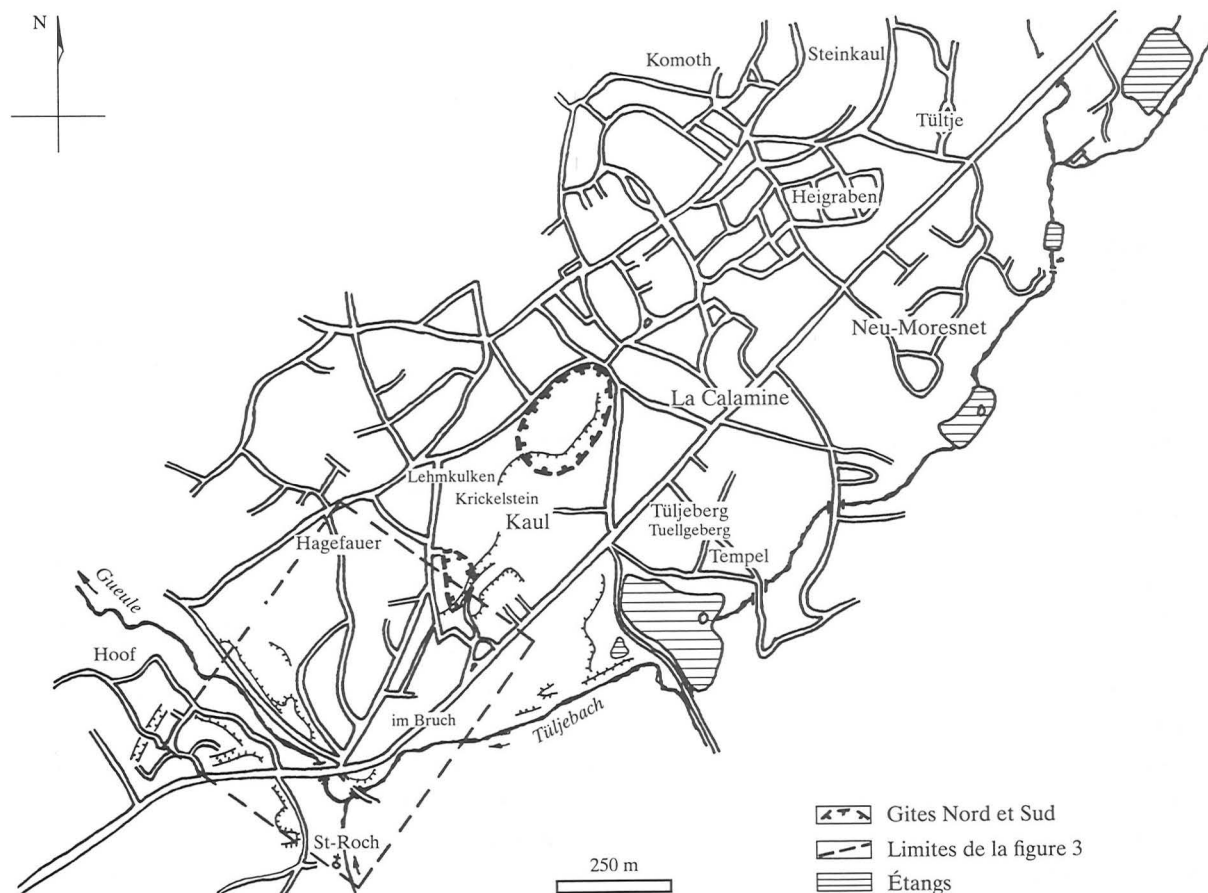 N
Komoth
Steinkaul
Tültje
Heigraben
Neu-Moresnet
La Calamine
Lehmkulken
Krickelstein
Kaul
Tüljeberg
Tuellgeberg
Tempel
Hagefauer
Gueule
Hoof
im Bruch
Tüljebach
St-Roch
250 m
Gites Nord et Sud
Limites de la figure 3
Étangs